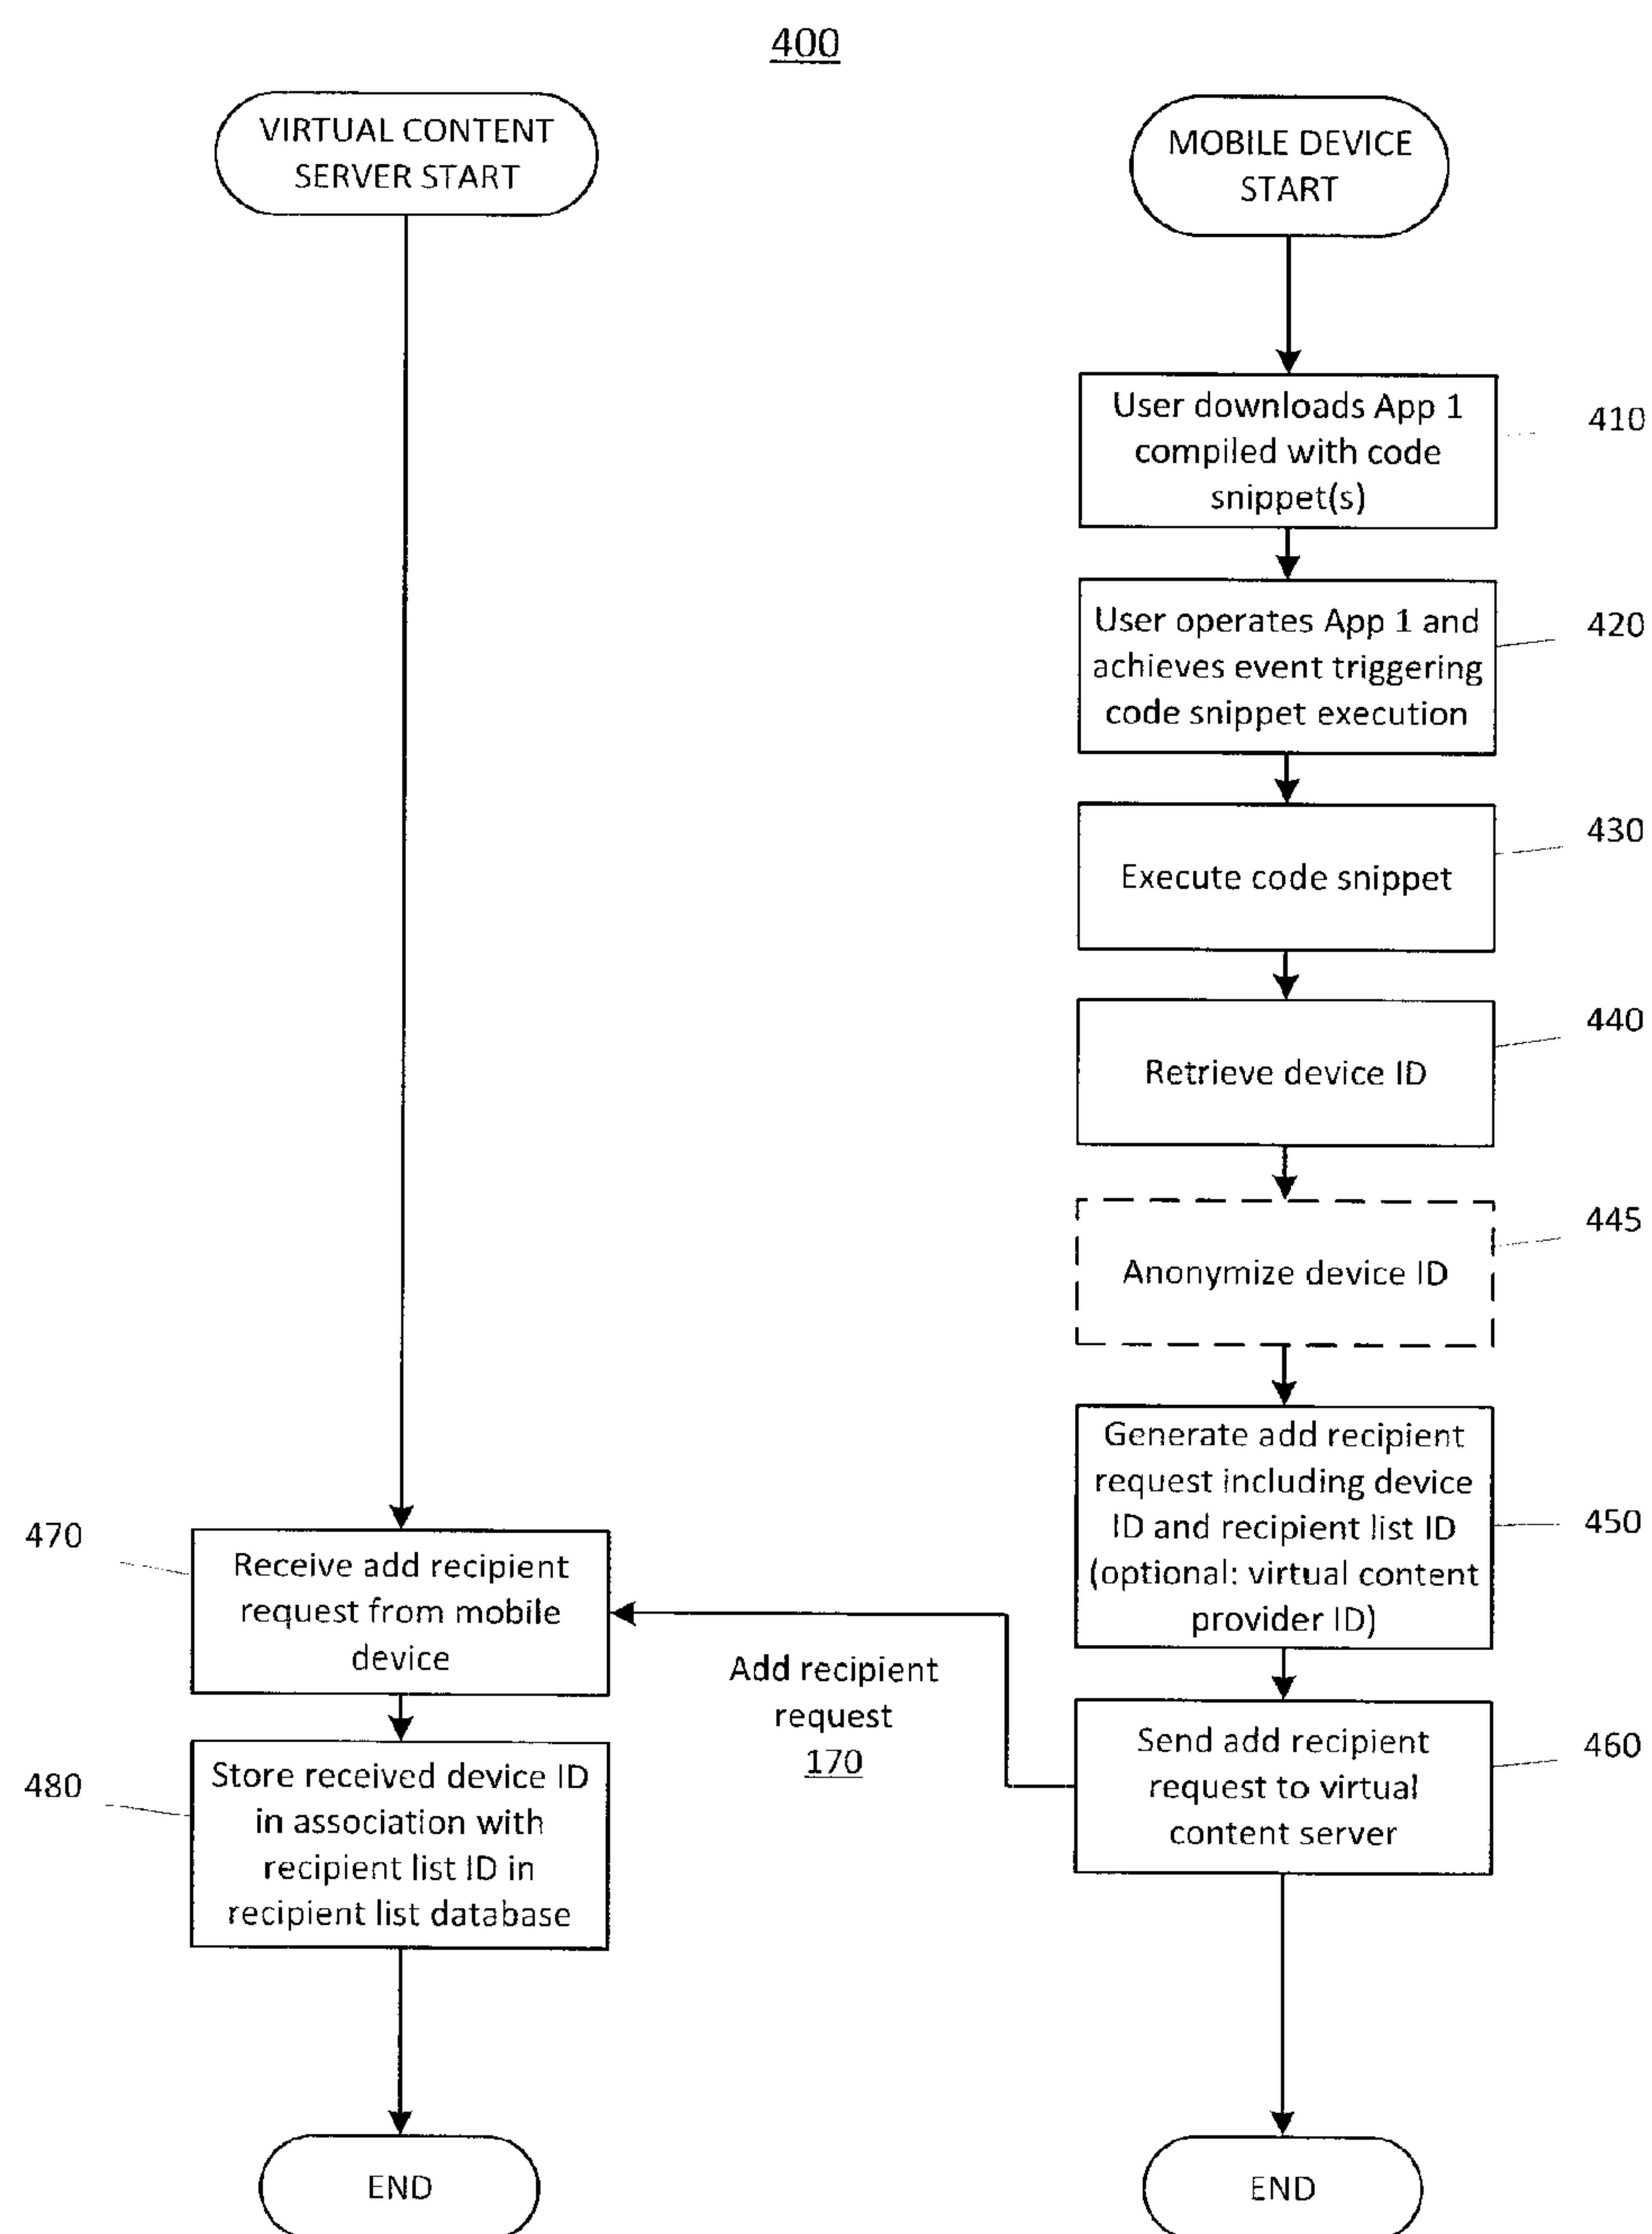 400
VIRTUAL CONTENT
SERVER START
MOBILE DEVICE
START
User downloads App 1
compiled with code
snippet(s)
410
User operates App 1 and
achieves event triggering
code snippet execution
420
Execute code snippet
430
Retrieve device ID
440
Anonymize device ID
445
Generate add recipient
request including device
ID and recipient list ID
(optional: virtual content
provider ID)
450
470
Receive add recipient
request from mobile
device
Add recipient
request
170
Send add recipient
request to virtual
content server
460
480
Store received device ID
in association with
recipient list ID in
recipient list database
END
END